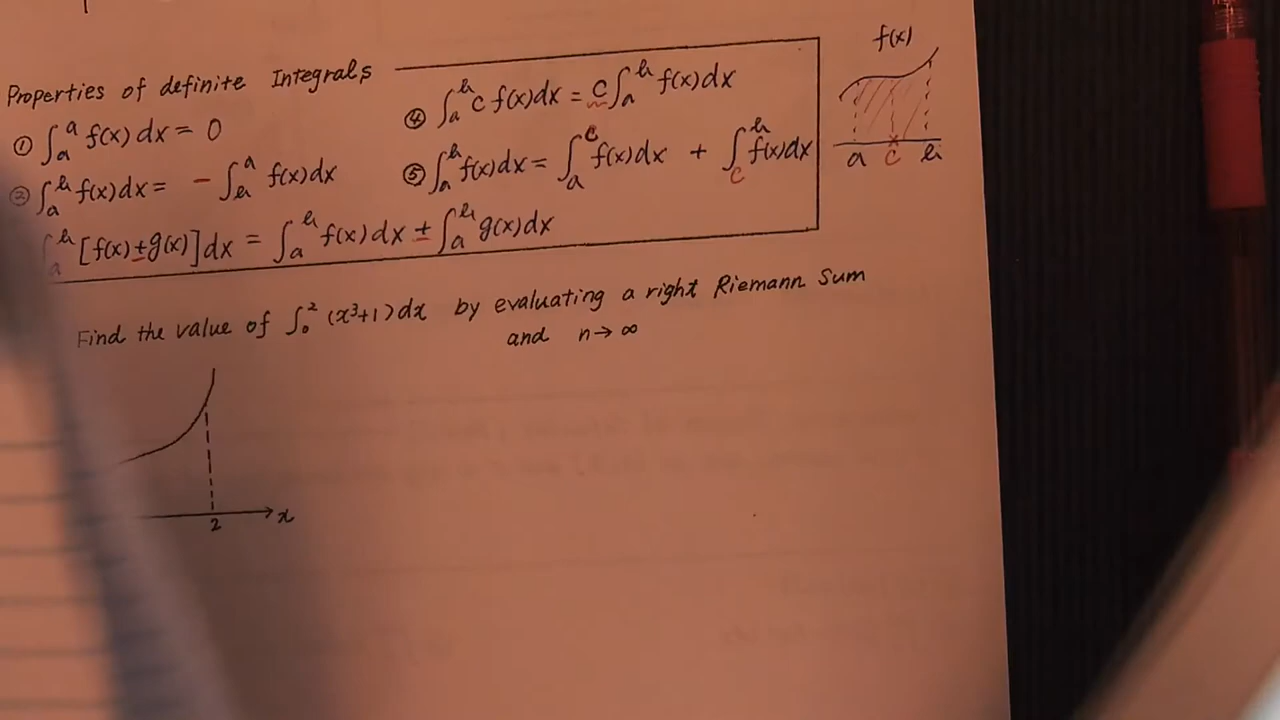 Properties of definite Integrals
① ∫ₐᵃ f(x) dx = 0
② ∫ₐᵇ f(x) dx = - ∫ᵦᵃ f(x) dx
∫ₐᵇ [f(x) ± g(x)] dx = ∫ₐᵇ f(x) dx ± ∫ₐᵇ g(x) dx
④ ∫ₐᵇ c f(x) dx = c ∫ₐᵇ f(x) dx
⑤ ∫ₐᵇ f(x) dx = ∫ₐᶜ f(x) dx + ∫_c^b f(x) dx
f(x)
a c b
Find the value of ∫₀² (x³+1) dx by evaluating a right Riemann Sum
and n → ∞
2 x